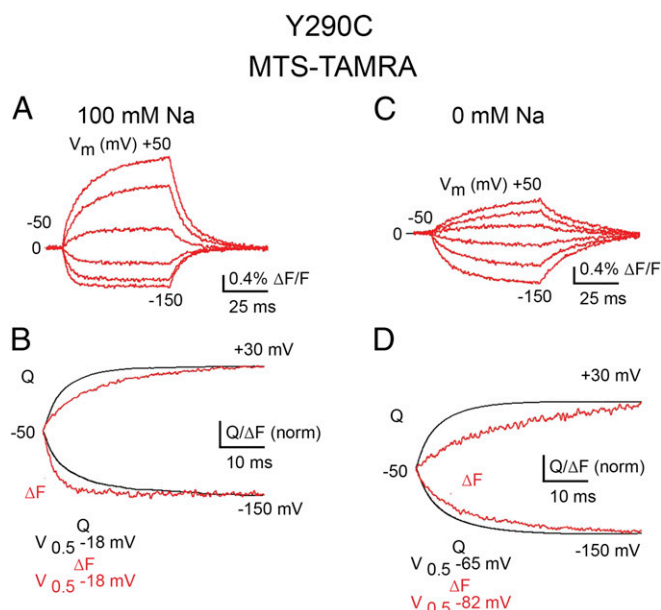 Y290C
MTS-TAMRA
A
100 mM Na
Vm (mV) +50
-50
0
-150
0.4% ΔF/F
25 ms
C
0 mM Na
Vm (mV) +50
-50
0
-150
0.4% ΔF/F
25 ms
B
+30 mV
Q
-50
Q/ΔF (norm)
10 ms
ΔF
-150 mV
Q
V 0.5 -18 mV
ΔF
V 0.5 -18 mV
D
+30 mV
Q
-50
ΔF
Q/ΔF (norm)
10 ms
-150 mV
Q
V 0.5 -65 mV
ΔF
V 0.5 -82 mV